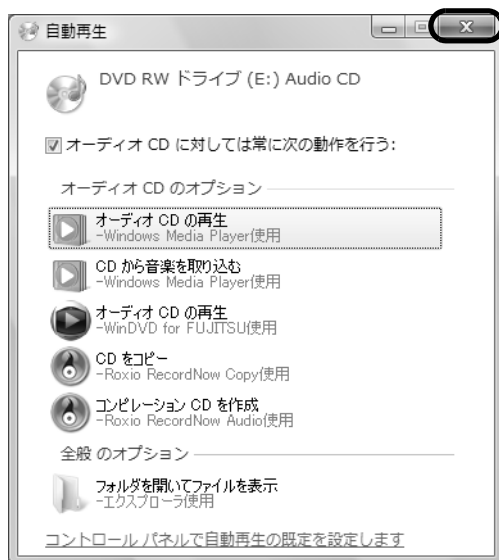 自動再生
DVD RW ドライブ (E:) Audio CD
オーディオ CD に対しては常に次の動作を行う:
オーディオ CD のオプション
オーディオ CD の再生
-Windows Media Player使用
CD から音楽を取り込む
-Windows Media Player使用
オーディオ CD の再生
-WinDVD for FUJITSU使用
CD をコピー
-Roxio RecordNow Copy使用
コンピレーション CD を作成
-Roxio RecordNow Audio使用
全般 のオプション
フォルダを開いてファイルを表示
-エクスプローラ使用
コントロール パネルで自動再生の既定を設定します